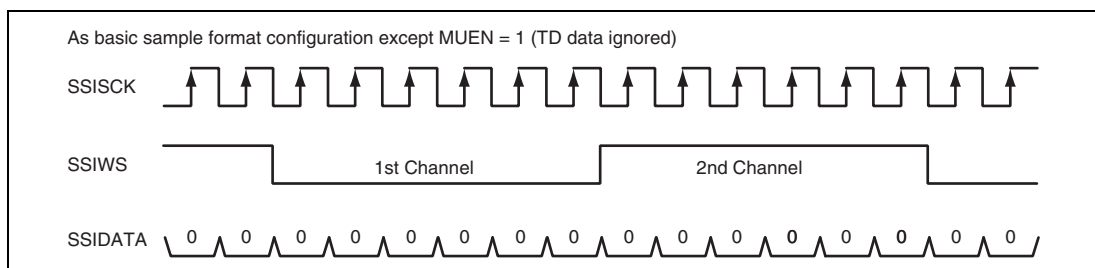 As basic sample format configuration except MUEN = 1 (TD data ignored)
SSISCK
SSIWS 1st Channel 2nd Channel
SSIDATA 0 0 0 0 0 0 0 0 0 0 0 0 0 0 0 0